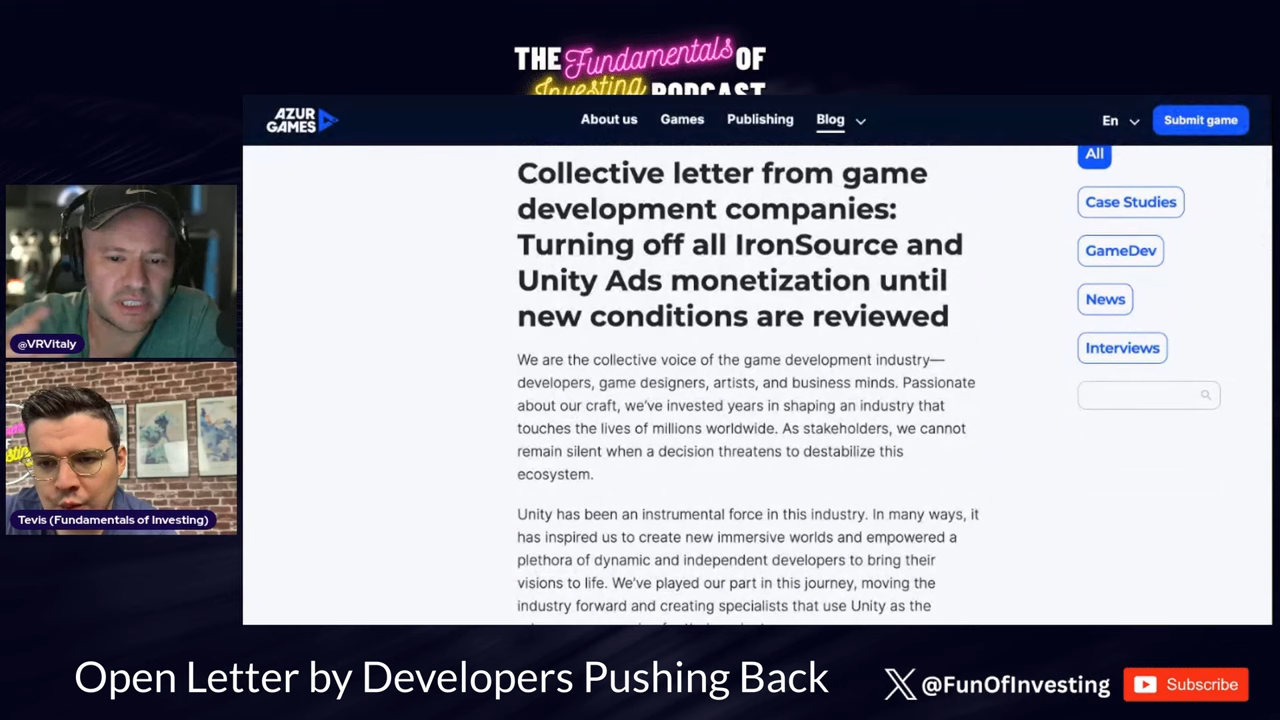 THE Fundamentals OF
Investing PODCAST
AZUR
GAMES
About us
Games
Publishing
Blog
En
Submit game
Collective letter from game
development companies:
Turning off all IronSource and
Unity Ads monetization until
new conditions are reviewed
We are the collective voice of the game development industry—
developers, game designers, artists, and business minds. Passionate
about our craft, we've invested years in shaping an industry that
touches the lives of millions worldwide. As stakeholders, we cannot
remain silent when a decision threatens to destabilize this
ecosystem.
Unity has been an instrumental force in this industry. In many ways, it
has inspired us to create new immersive worlds and empowered a
plethora of dynamic and independent developers to bring their
visions to life. We've played our part in this journey, moving the
industry forward and creating specialists that use Unity as the
All
Case Studies
GameDev
News
Interviews
@VRVitaly
Tevis (Fundamentals of Investing)
Open Letter by Developers Pushing Back
@FunOfInvesting
Subscribe